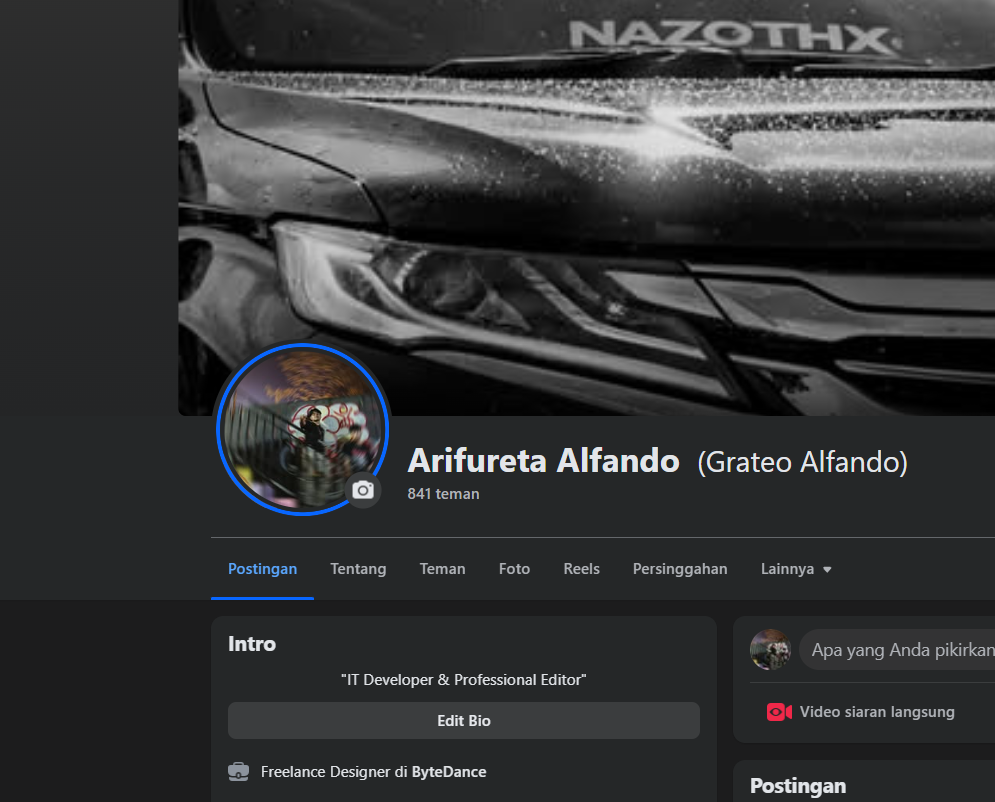 NAZOTHX
Arifureta Alfando (Grateo Alfando)
841 teman
Postingan Tentang Teman Foto Reels Persinggahan Lainnya
Intro
"IT Developer & Professional Editor"
Edit Bio
Freelance Designer di ByteDance
Apa yang Anda pikirkan
Video siaran langsung
Postingan